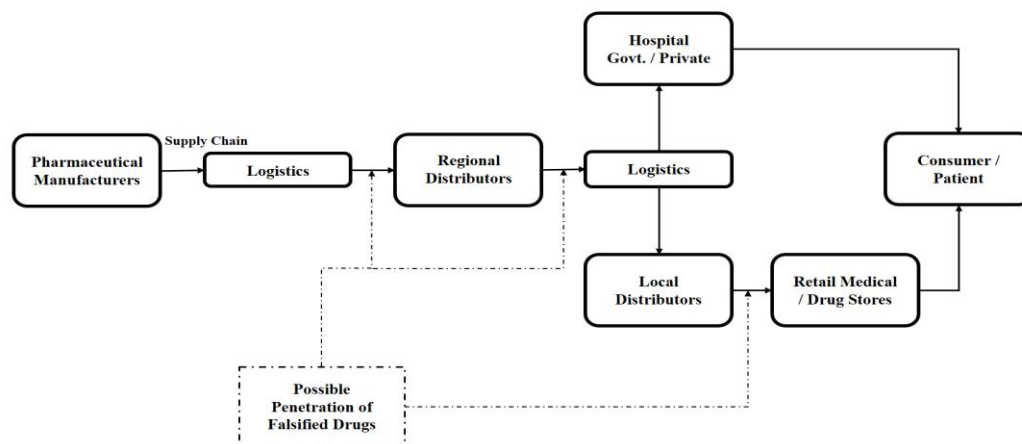 Hospital
Govt. / Private
Supply Chain
Pharmaceutical
Manufacturers
Logistics
Regional
Distributors
Logistics
Consumer /
Patient
Local
Distributors
Retail Medical
/ Drug Stores
Possible
Penetration of
Falsified Drugs